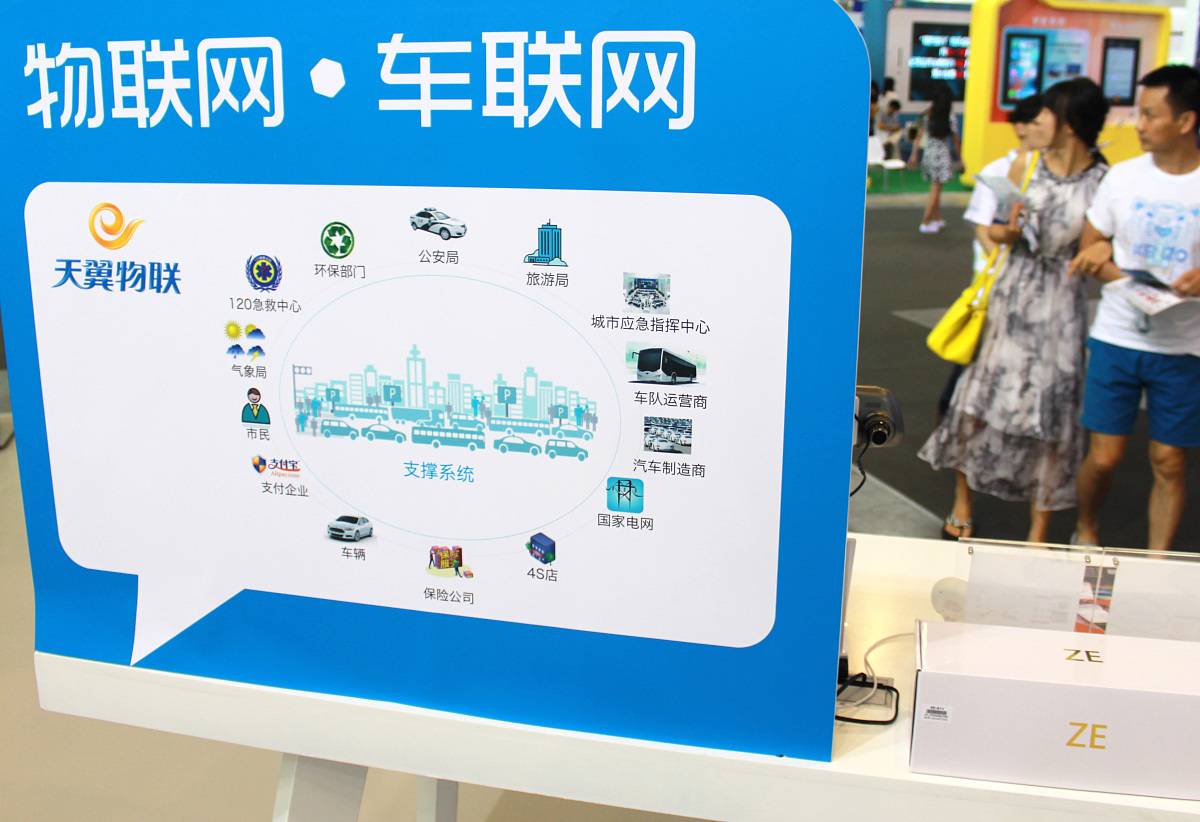 物联网·车联网
天翼物联
公安局
环保部门
旅游局
120急救中心
城市应急指挥中心
气象局
车队运营商
市民
P
P
P
P
汽车制造商
支撑系统
支付宝
支付企业
国家电网
车辆
4S店
保险公司
ZE
ZE